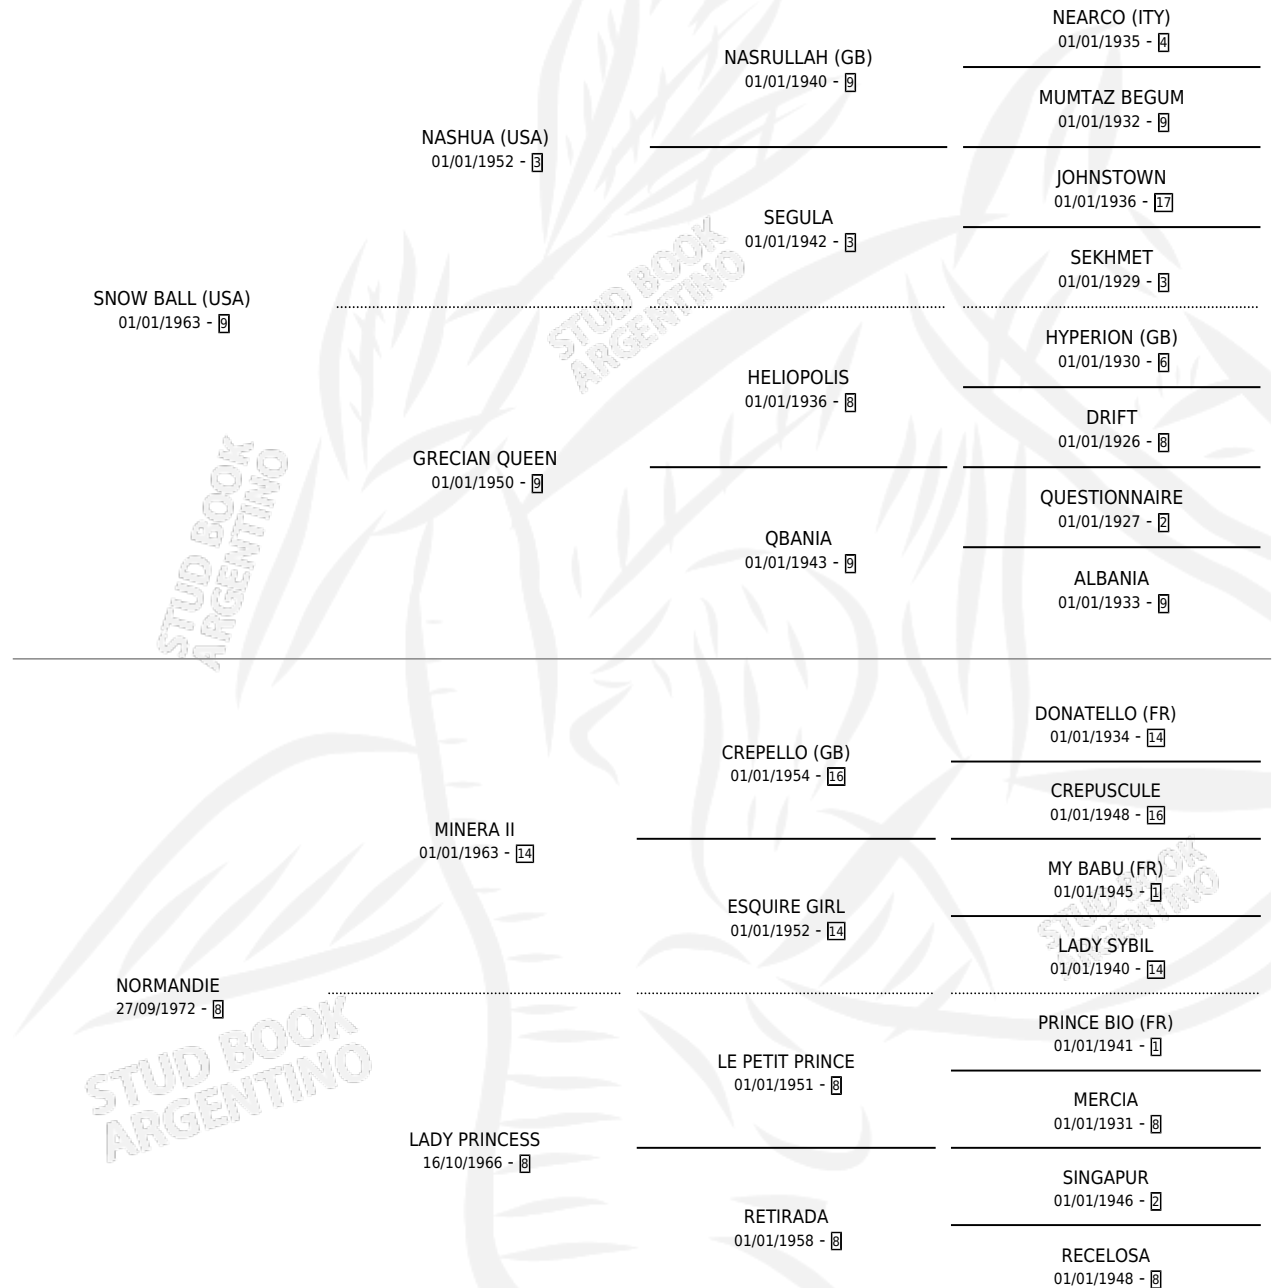 NEARCO (ITY)
01/01/1935 - 4
NASRULLAH (GB)
01/01/1940 - 9
MUMTAZ BEGUM
01/01/1932 - 9
NASHUA (USA)
01/01/1952 - 3
JOHNSTOWN
01/01/1936 - 17
SEGULA
01/01/1942 - 3
SEKHMET
01/01/1929 - 3
SNOW BALL (USA)
01/01/1963 - 9
STUD BOOK
ARGENTINO
HYPERION (GB)
01/01/1930 - 6
HELIOPOLIS
01/01/1936 - 8
DRIFT
01/01/1926 - 8
GRECIAN QUEEN
01/01/1950 - 9
QUESTIONNAIRE
01/01/1927 - 2
QBANIA
01/01/1943 - 9
ALBANIA
01/01/1933 - 9
STUD BOOK
ARGENTINO
DONATELLO (FR)
01/01/1934 - 14
CREPELLO (GB)
01/01/1954 - 16
CREPUSCULE
01/01/1948 - 16
MINERA II
01/01/1963 - 14
MY BABU (FR)
01/01/1945 - 1
ESQUIRE GIRL
01/01/1952 - 14
LADY SYBIL
01/01/1940 - 14
STUD BOOK
ARGENTINO
NORMANDIE
27/09/1972 - 8
PRINCE BIO (FR)
01/01/1941 - 1
LE PETIT PRINCE
01/01/1951 - 8
MERCIA
01/01/1931 - 8
STUD BOOK
ARGENTINO
LADY PRINCESS
16/10/1966 - 8
SINGAPUR
01/01/1946 - 2
RETIRADA
01/01/1958 - 8
RECELOSA
01/01/1948 - 8